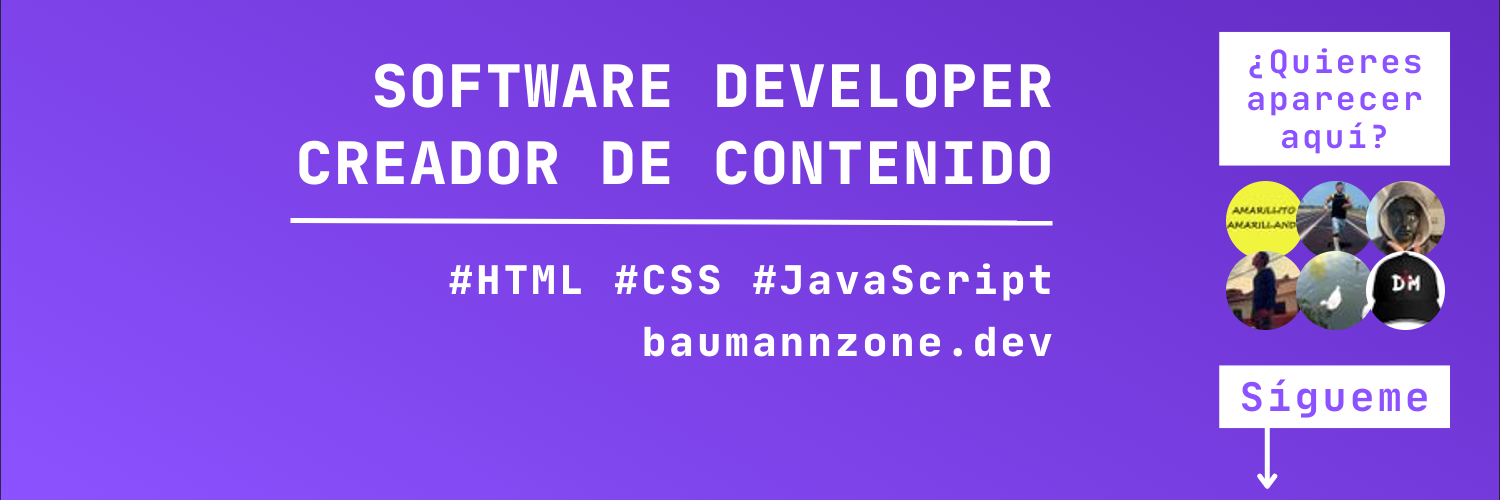 SOFTWARE DEVELOPER
CREADOR DE CONTENIDO
#HTML #CSS #JavaScript
baumannzone.dev
¿Quieres
aparecer
aquí?
AMARILLITO
AMARILLAND
DM
Sígueme